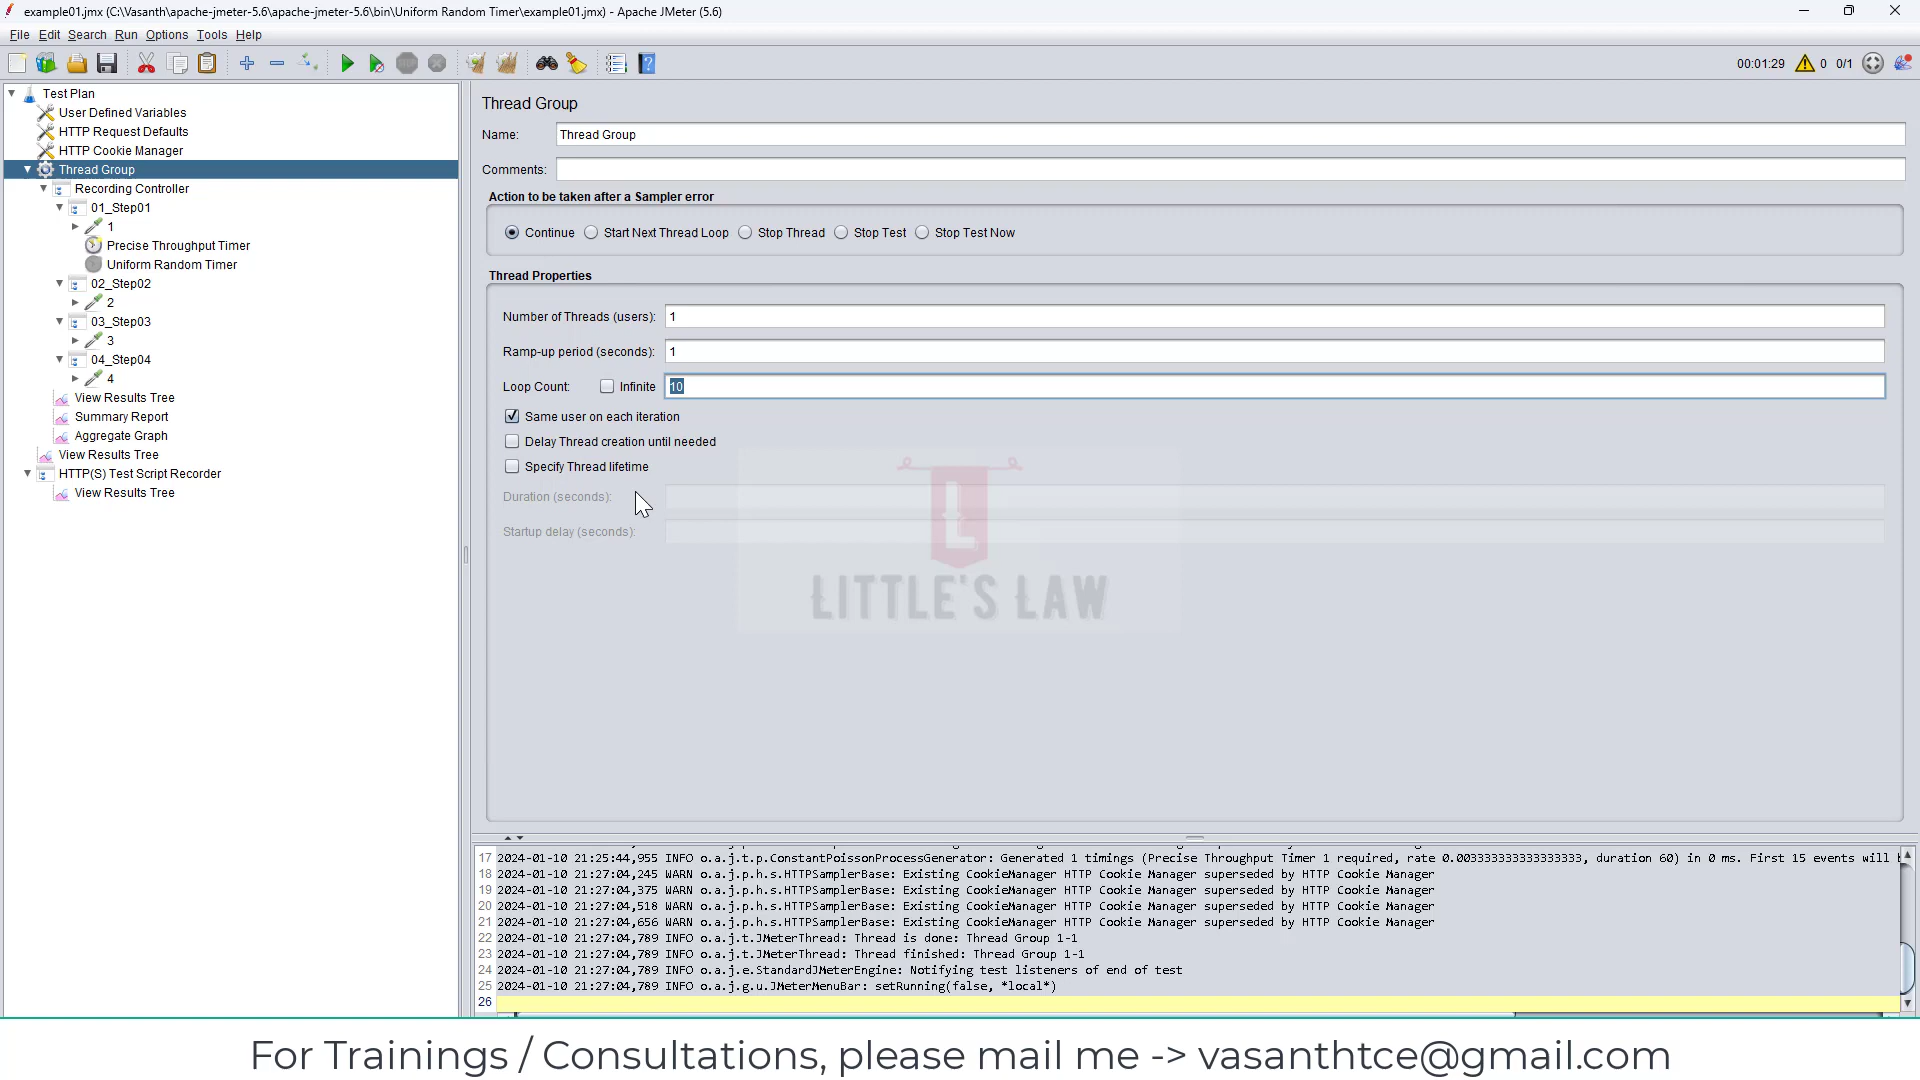 example01.jmx (C:\Vasanth\apache-jmeter-5.6\apache-jmeter-5.6\bin\Uniform Random Timer\example01.jmx) - Apache JMeter (5.6)
File Edit Search Run Options Tools Help
00:01:29 0 0/1
Test Plan
User Defined Variables
HTTP Request Defaults
HTTP Cookie Manager
Thread Group
Recording Controller
01_Step01
1
Precise Throughput Timer
Uniform Random Timer
02_Step02
2
03_Step03
3
04_Step04
4
View Results Tree
Summary Report
Aggregate Graph
View Results Tree
HTTP(S) Test Script Recorder
View Results Tree
Thread Group
Name: Thread Group
Comments:
Action to be taken after a Sampler error
Continue Start Next Thread Loop Stop Thread Stop Test Stop Test Now
Thread Properties
Number of Threads (users): 1
Ramp-up period (seconds): 1
Loop Count: Infinite 10
Same user on each iteration
Delay Thread creation until needed
Specify Thread lifetime
Duration (seconds):
Startup delay (seconds):
L
LITTLE'S LAW
17 2024-01-10 21:25:44,955 INFO o.a.j.t.p.ConstantPoissonProcessGenerator: Generated 1 timings (Precise Throughput Timer 1 required, rate 0.003333333333333333, duration 60) in 0 ms. First 15 events will
18 2024-01-10 21:27:04,245 WARN o.a.j.p.h.s.HTTPSamplerBase: Existing CookieManager HTTP Cookie Manager superseded by HTTP Cookie Manager
19 2024-01-10 21:27:04,375 WARN o.a.j.p.h.s.HTTPSamplerBase: Existing CookieManager HTTP Cookie Manager superseded by HTTP Cookie Manager
20 2024-01-10 21:27:04,518 WARN o.a.j.p.h.s.HTTPSamplerBase: Existing CookieManager HTTP Cookie Manager superseded by HTTP Cookie Manager
21 2024-01-10 21:27:04,656 WARN o.a.j.p.h.s.HTTPSamplerBase: Existing CookieManager HTTP Cookie Manager superseded by HTTP Cookie Manager
22 2024-01-10 21:27:04,789 INFO o.a.j.t.JMeterThread: Thread is done: Thread Group 1-1
23 2024-01-10 21:27:04,789 INFO o.a.j.t.JMeterThread: Thread finished: Thread Group 1-1
24 2024-01-10 21:27:04,789 INFO o.a.j.e.StandardJMeterEngine: Notifying test listeners of end of test
25 2024-01-10 21:27:04,789 INFO o.a.j.g.u.JMeterMenuBar: setRunning(false, *local*)
26
For Trainings / Consultations, please mail me -> vasanthtce@gmail.com